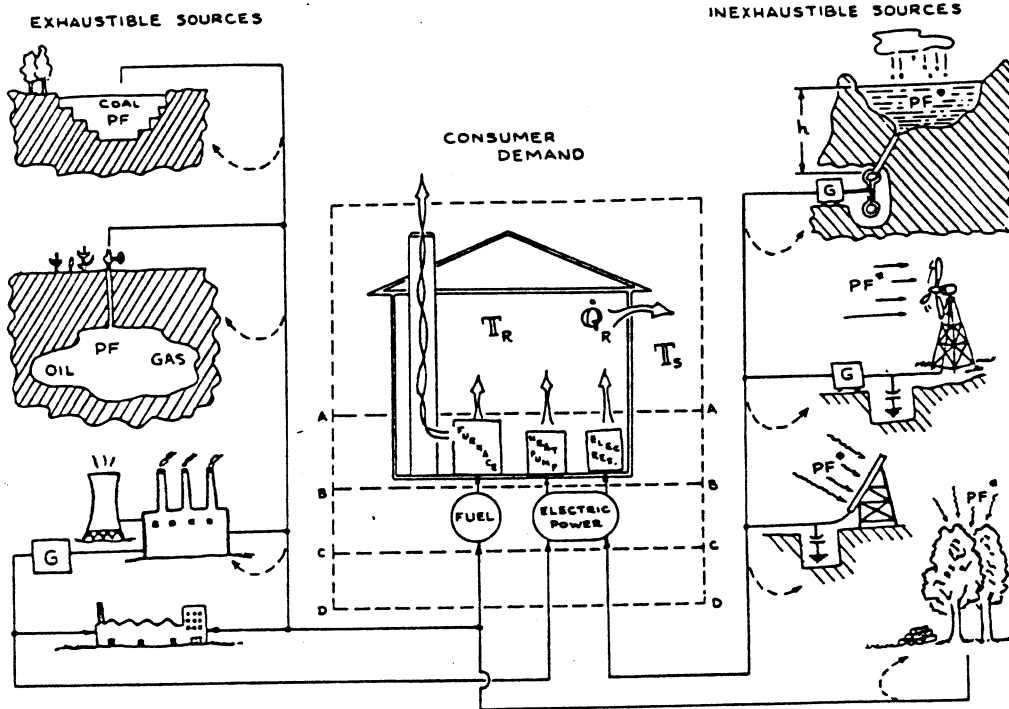 EXHAUSTIBLE SOURCES
INEXHAUSTIBLE SOURCES
COAL
PF
PF*
h
G
CONSUMER
DEMAND
PF
OIL
GAS
T_R
Q̇_R
T_S
PF*
G
A
A
FURNACE
HEAT
PUMP
ELEC
RES.
B
B
FUEL
ELECTRIC
POWER
PF*
PF*
G
C
C
D
D